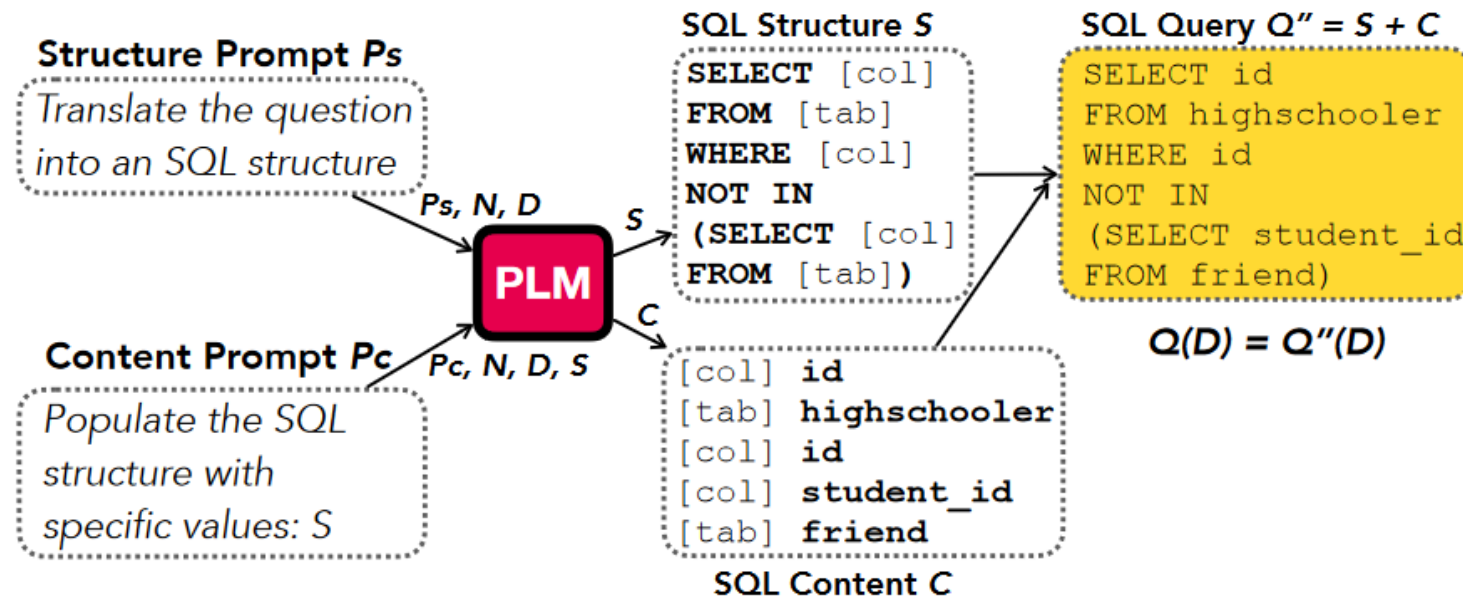 Structure Prompt Ps
Translate the question
into an SQL structure
Ps, N, D
PLM
S
C
Content Prompt Pc
Pc, N, D, S
Populate the SQL
structure with
specific values: S
SQL Structure S
SELECT [col]
FROM [tab]
WHERE [col]
NOT IN
(SELECT [col]
FROM [tab])
[col] id
[tab] highschooler
[col] id
[col] student_id
[tab] friend
SQL Content C
SQL Query Q” = S + C
SELECT id
FROM highschooler
WHERE id
NOT IN
(SELECT student_id
FROM friend)
Q(D) = Q”(D)